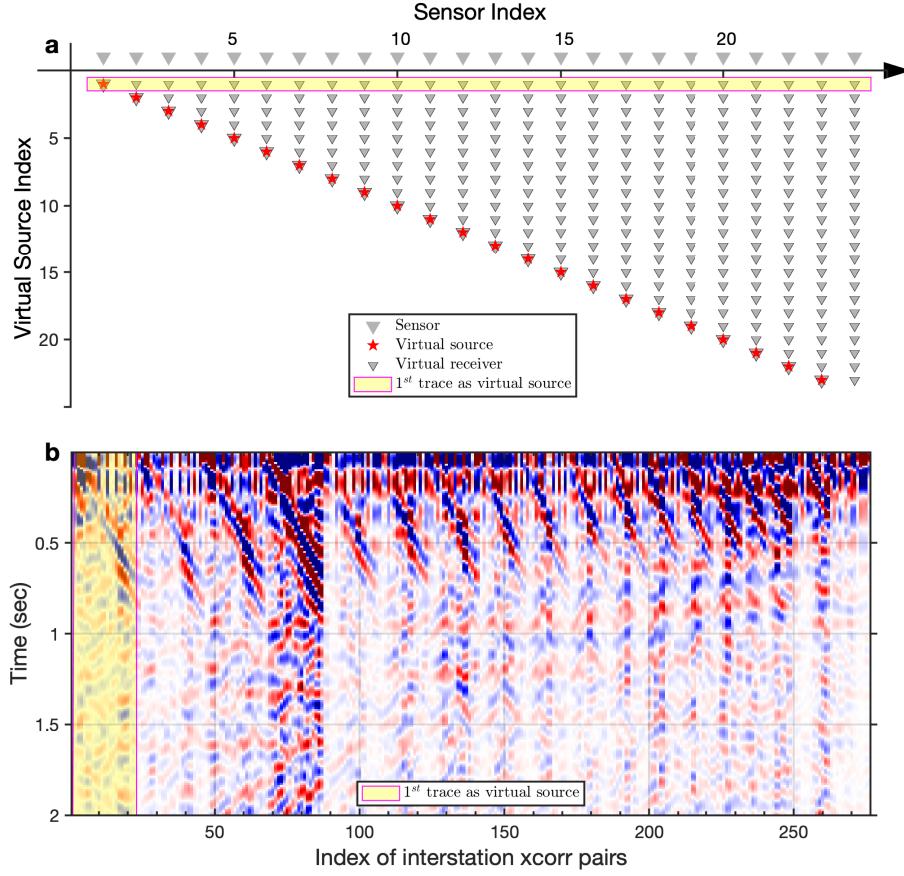 Sensor Index
a
5 10 15 20
Virtual Source Index
5
10
15
20
Sensor
Virtual source
Virtual receiver
1st trace as virtual source
b
Time (sec)
0.5
1
1.5
2
1st trace as virtual source
50 100 150 200 250
Index of interstation xcorr pairs